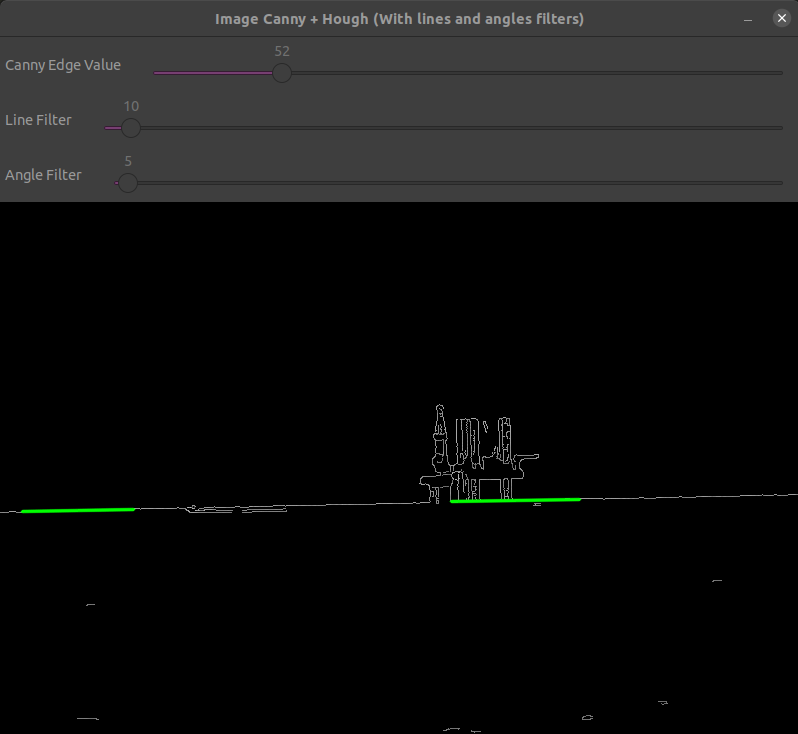 Image Canny + Hough (With lines and angles filters)
52
Canny Edge Value
10
Line Filter
5
Angle Filter